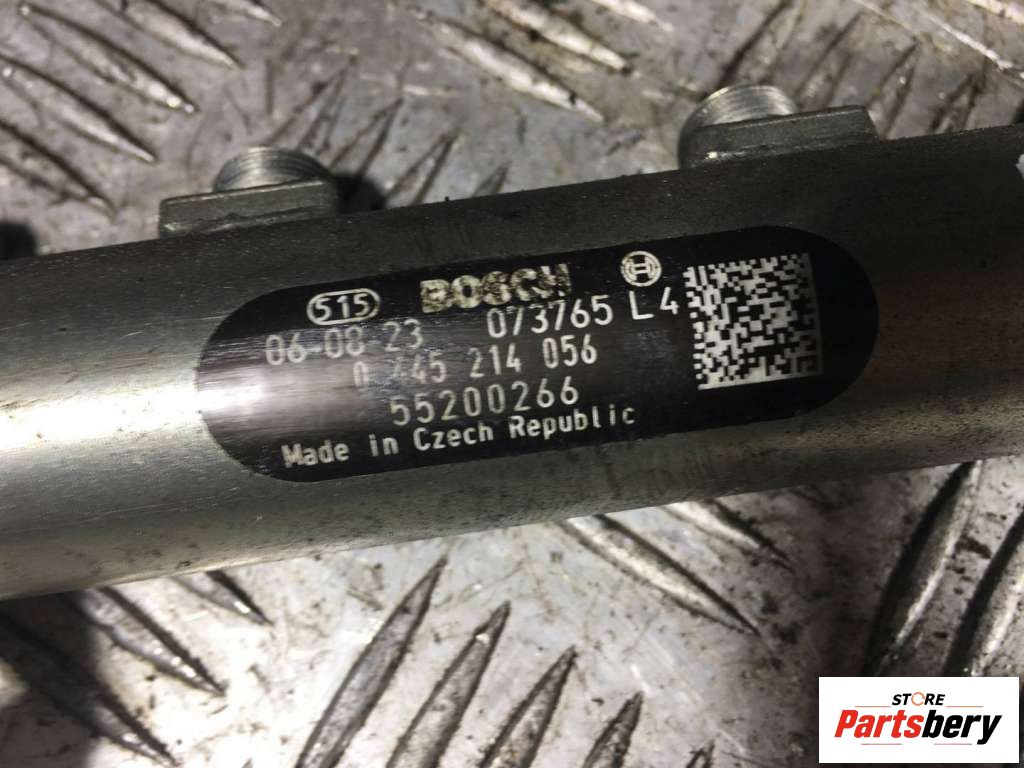 515 BOSCH
06-08-23 073765 L4
0 445 214 056
55200266
Made in Czech Republic
STORE
Partsbery